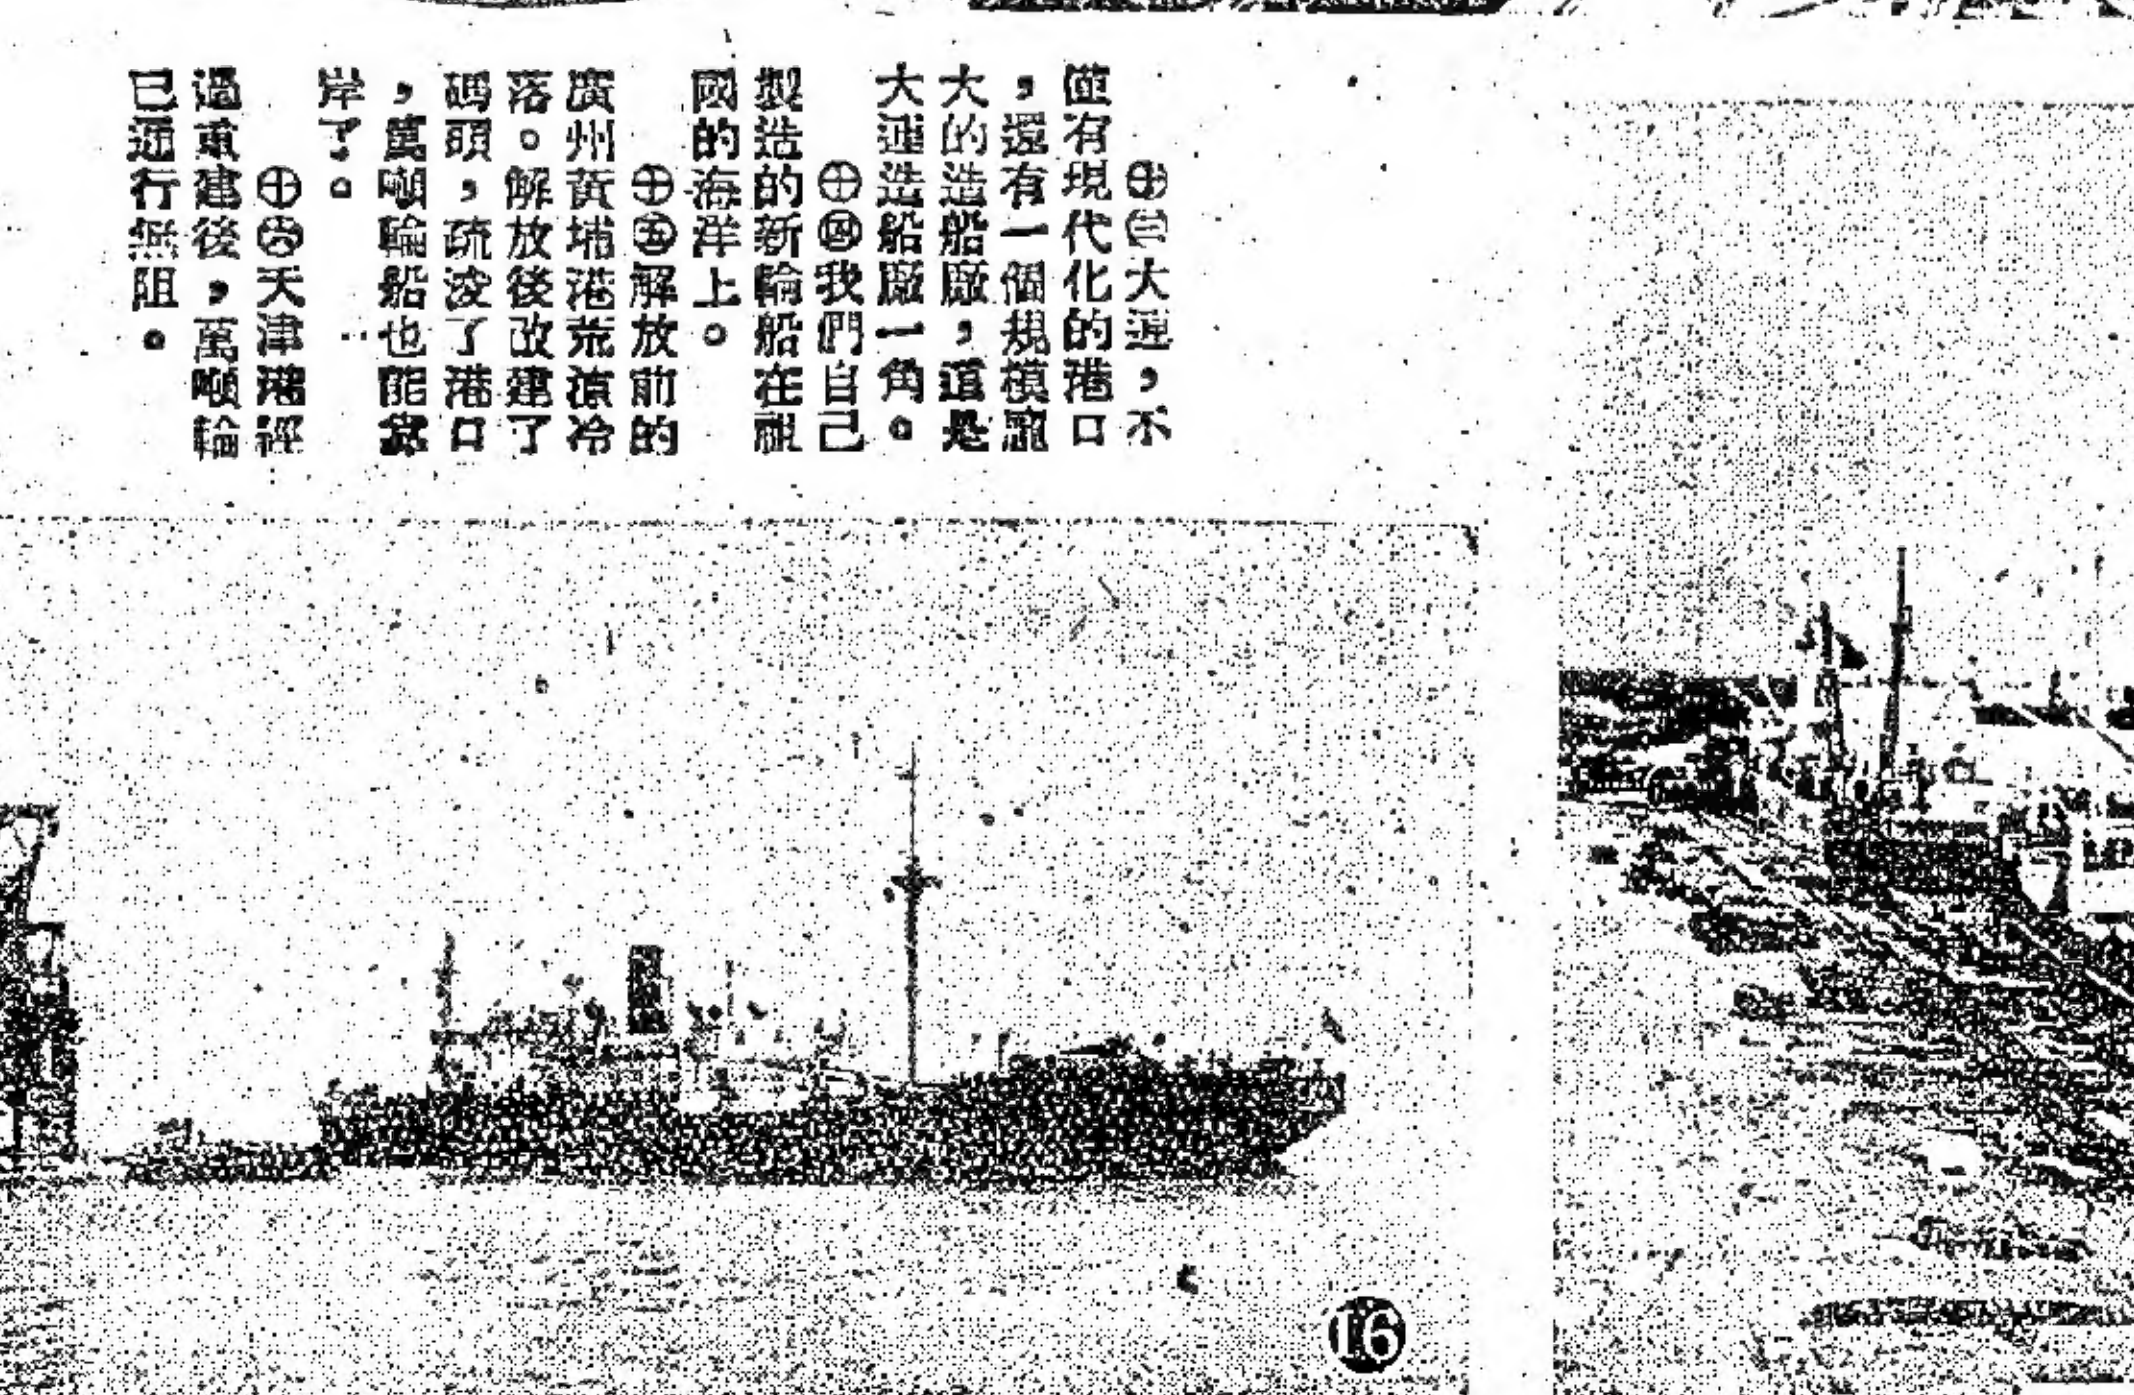 ㊉㊂大連，不
僅有現代化的港口
，還有一個規模龐
大的造船廠，這是
大連造船廠一角。
㊉㊃我們自己
製造的新輪船在祖
國的海洋上。
㊉㊄解放前的
廣州黃埔港荒涼冷
落。解放後改建了
碼頭，疏浚了港口
，萬噸輪船也能靠
岸了。
㊉㊅天津港經
過重建後，萬噸輪
已通行無阻。
16